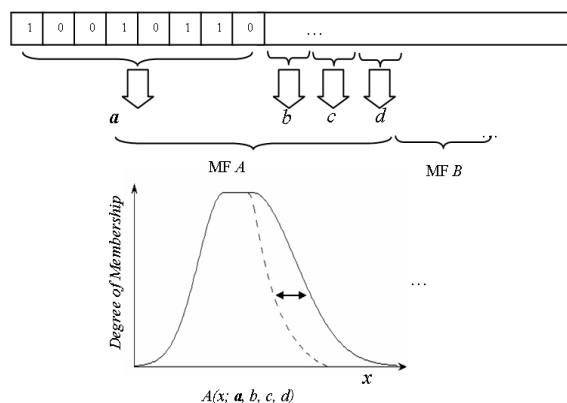 1 0 0 1 0 1 1 0 ...
a b c d ...
MF A MF B
Degree of Membership
...
x
A(x; a, b, c, d)